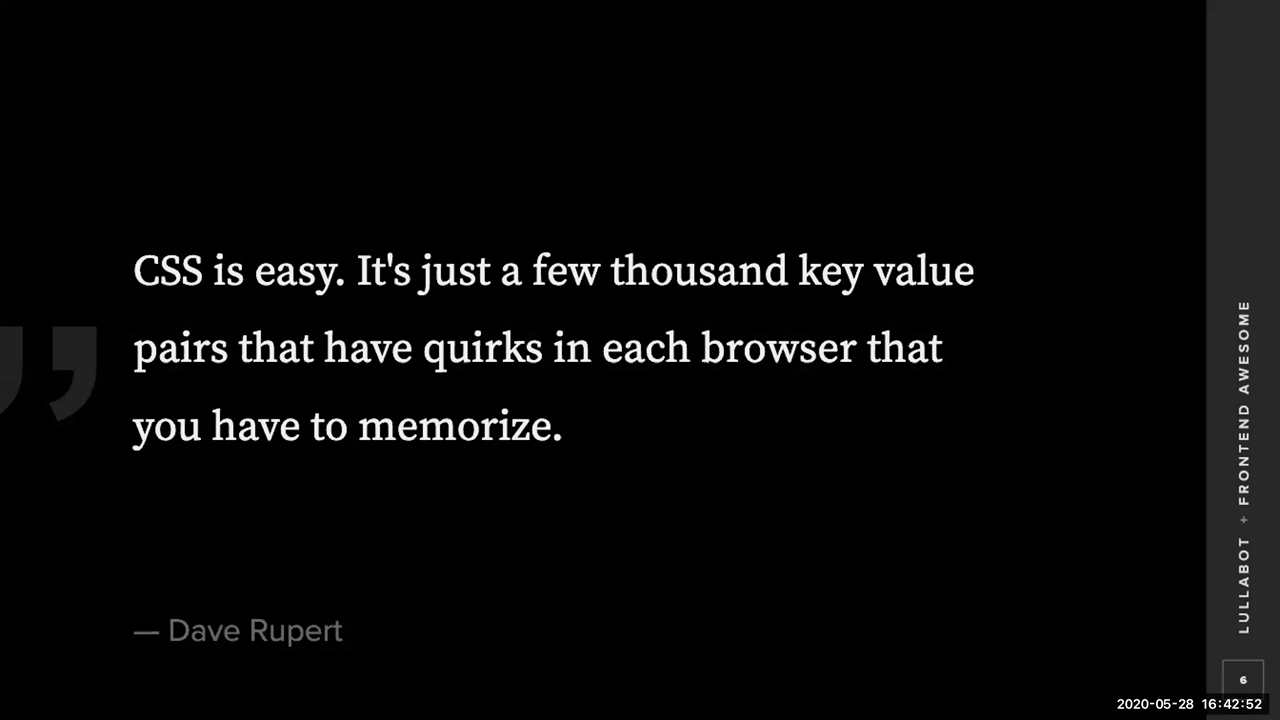 CSS is easy. It's just a few thousand key value
pairs that have quirks in each browser that
you have to memorize.
— Dave Rupert
LULLABOT + FRONTEND AWESOME
6
2020-05-28 16:42:52